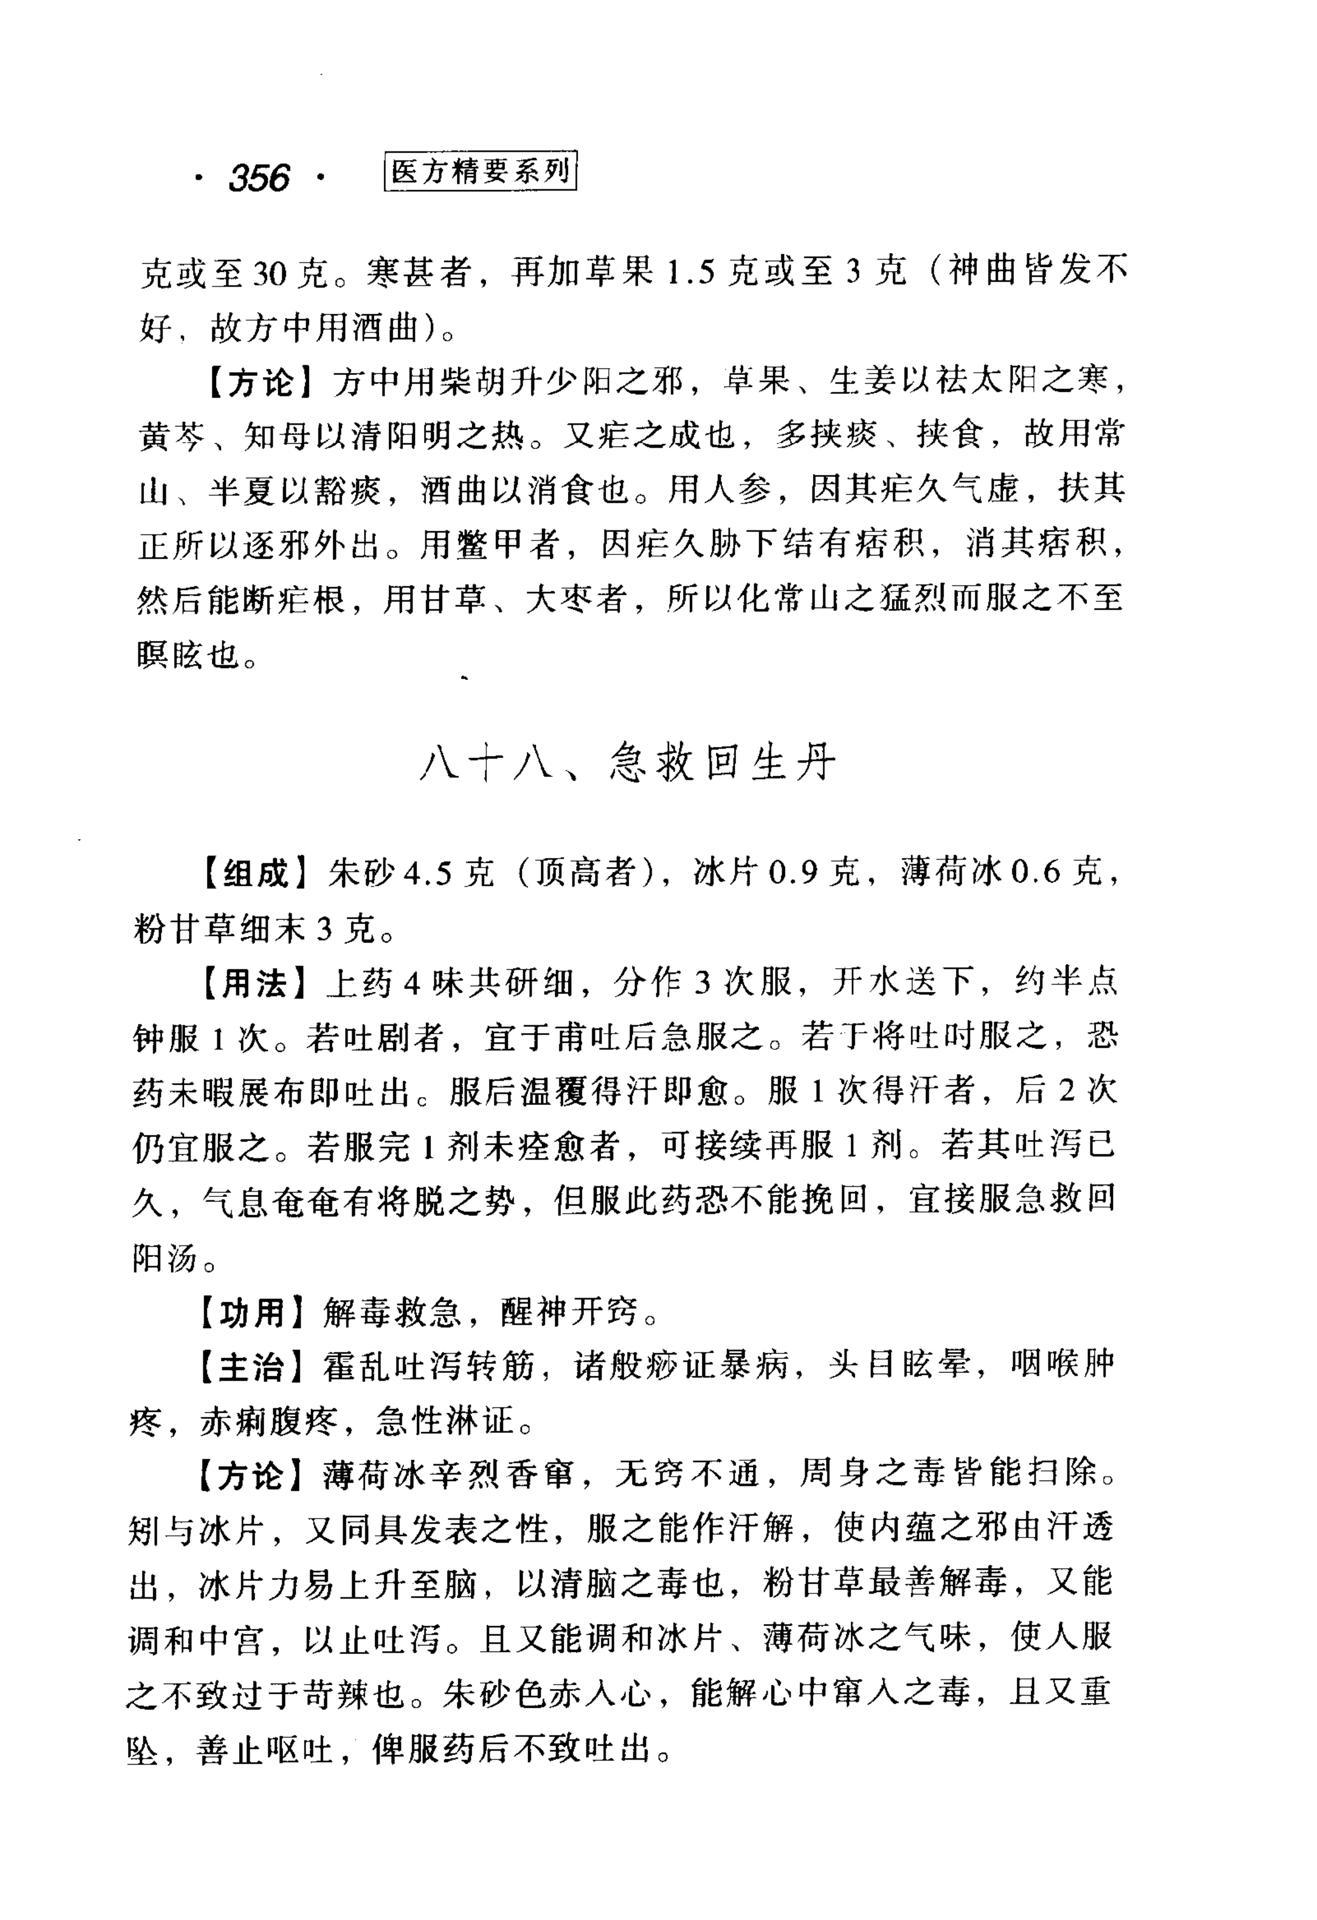 · 356 · 医方精要系列
克或至30克。寒甚者，再加草果1.5克或至3克（神曲皆发不
好，故方中用酒曲）。
【方论】方中用柴胡升少阳之邪，草果、生姜以祛太阳之寒，
黄芩、知母以清阳明之热。又疟之成也，多挟痰、挟食，故用常
山、半夏以豁痰，酒曲以消食也。用人参，因其疟久气虚，扶其
正所以逐邪外出。用鳖甲者，因疟久胁下结有痞积，消其痞积，
然后能断疟根，用甘草、大枣者，所以化常山之猛烈而服之不至
瞑眩也。
八十八、急救回生丹
【组成】朱砂4.5克（顶高者），冰片0.9克，薄荷冰0.6克，
粉甘草细末3克。
【用法】上药4味共研细，分作3次服，开水送下，约半点
钟服1次。若吐剧者，宜于甫吐后急服之。若于将吐时服之，恐
药未暇展布即吐出。服后温覆得汗即愈。服1次得汗者，后2次
仍宜服之。若服完1剂未痊愈者，可接续再服1剂。若其吐泻已
久，气息奄奄有将脱之势，但服此药恐不能挽回，宜接服急救回
阳汤。
【功用】解毒救急，醒神开窍。
【主治】霍乱吐泻转筋，诸般痧证暴病，头目眩晕，咽喉肿
疼，赤痢腹疼，急性淋证。
【方论】薄荷冰辛烈香窜，无窍不通，周身之毒皆能扫除。
矧与冰片，又同具发表之性，服之能作汗解，使内蕴之邪由汗透
出，冰片力易上升至脑，以清脑之毒也，粉甘草最善解毒，又能
调和中宫，以止吐泻。且又能调和冰片、薄荷冰之气味，使人服
之不致过于苛辣也。朱砂色赤入心，能解心中窜入之毒，且又重
坠，善止呕吐，俾服药后不致吐出。